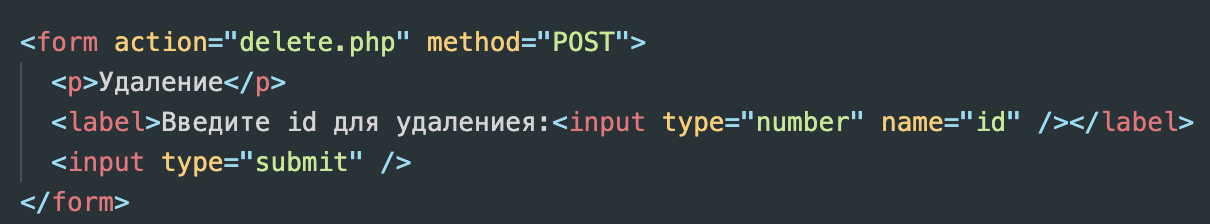 <form action="delete.php" method="POST">
<p>Удаление</p>
<label>Введите id для удалениея:<input type="number" name="id" /></label>
<input type="submit" />
</form>